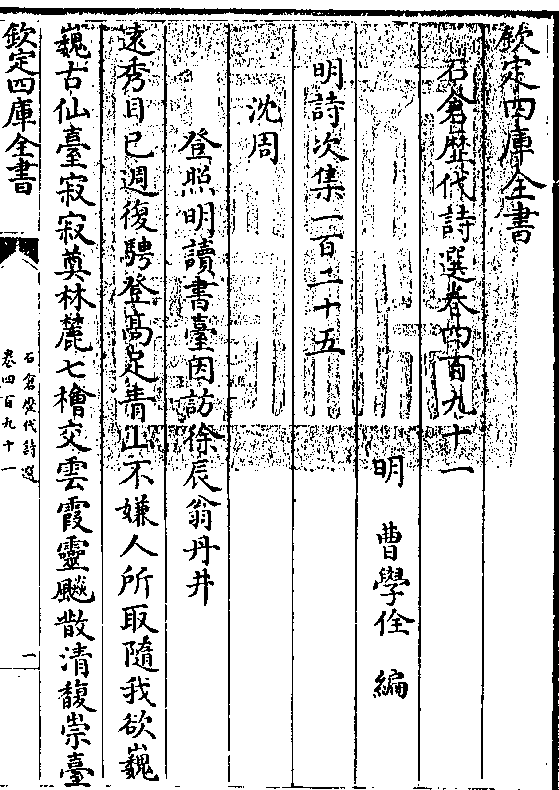 欽定四庫全書
石倉歷代詩選卷四百九十一
明 曹學佺 編
明詩次集一百二十五
沈周
登照明讀書臺因訪徐辰翁丹井
遠秀目已週復騁登高足青山不嫌人所取隨我欲巍
巍古仙臺寂寂奠林麓七檜交雲霞靈飈散清馥崇臺
欽定四庫全書
石倉歷代詩選
卷四百九十一
一